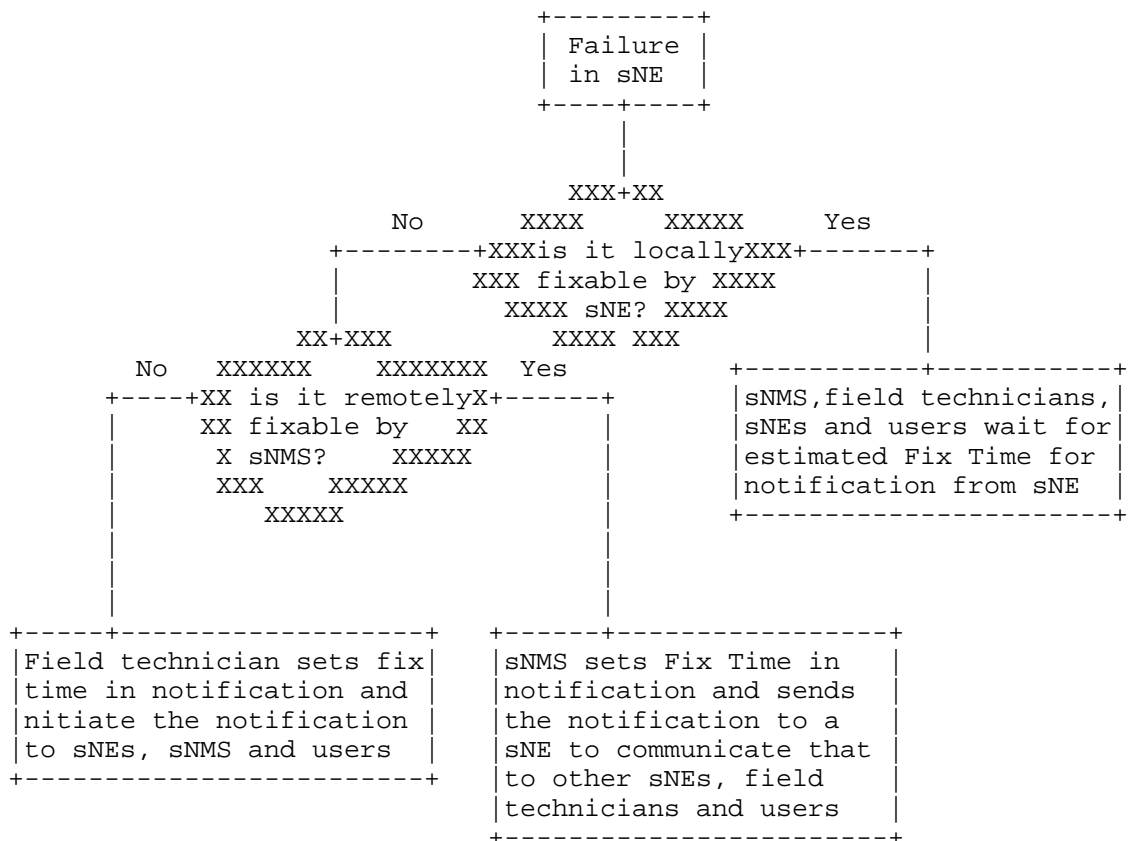 Failure
in sNE
No
Yes
is it locally
fixable by
sNE?
No
Yes
is it remotely
fixable by
sNMS?
sNMS,field technicians,
sNEs and users wait for
estimated Fix Time for
notification from sNE
Field technician sets fix
time in notification and
nitiate the notification
to sNEs, sNMS and users
sNMS sets Fix Time in
notification and sends
the notification to a
sNE to communicate that
to other sNEs, field
technicians and users